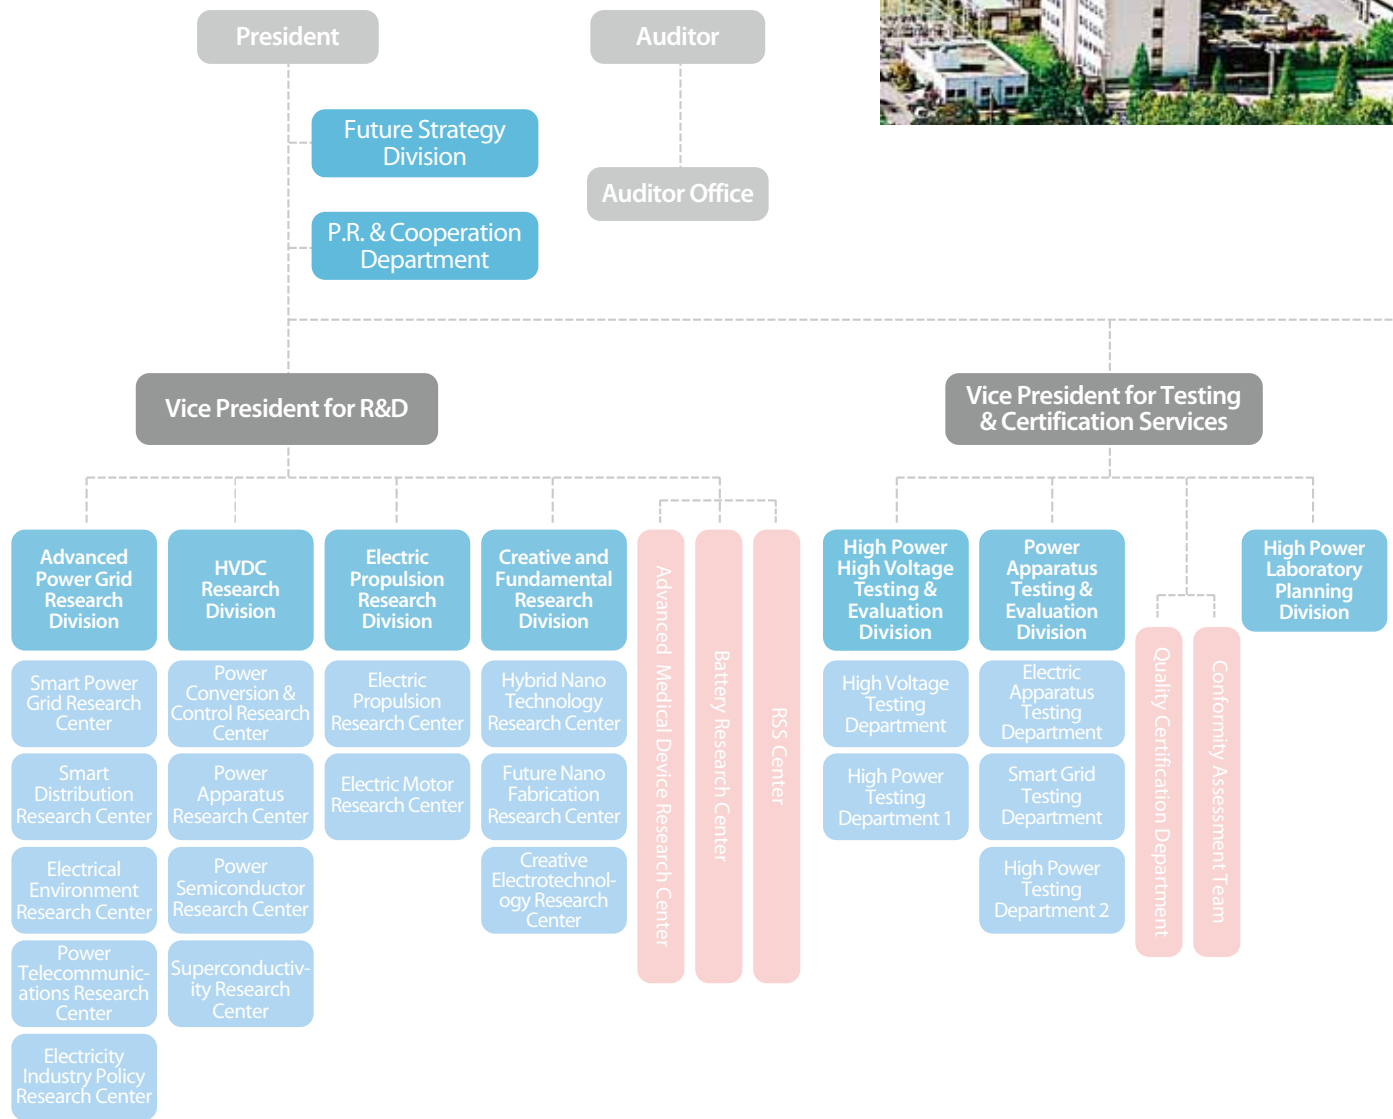 President
Auditor
Future Strategy
Division
Auditor Office
P.R. & Cooperation
Department
Vice President for R&D
Vice President for Testing
& Certification Services
Advanced
Power Grid
Research
Division
Smart Power
Grid Research
Center
Smart
Distribution
Research Center
Electrical
Environment
Research Center
Power
Telecommunic-
ations Research
Center
Electricity
Industry Policy
Research Center
HVDC
Research
Division
Power
Conversion &
Control Research
Center
Power
Apparatus
Research Center
Power
Semiconductor
Research Center
Superconductiv-
ity Research
Center
Electric
Propulsion
Research
Division
Electric
Propulsion
Research Center
Electric Motor
Research Center
Creative and
Fundamental
Research
Division
Hybrid Nano
Technology
Research Center
Future Nano
Fabrication
Research Center
Creative
Electrotechnol-
ogy Research
Center
Advanced Medical Device Research Center
Battery Research Center
RSS Center
High Power
High Voltage
Testing &
Evaluation
Division
High Voltage
Testing
Department
High Power
Testing
Department 1
Power
Apparatus
Testing &
Evaluation
Division
Electric
Apparatus
Testing
Department
Smart Grid
Testing
Department
High Power
Testing
Department 2
Quality Certification Department
Conformity Assessment Team
High Power
Laboratory
Planning
Division